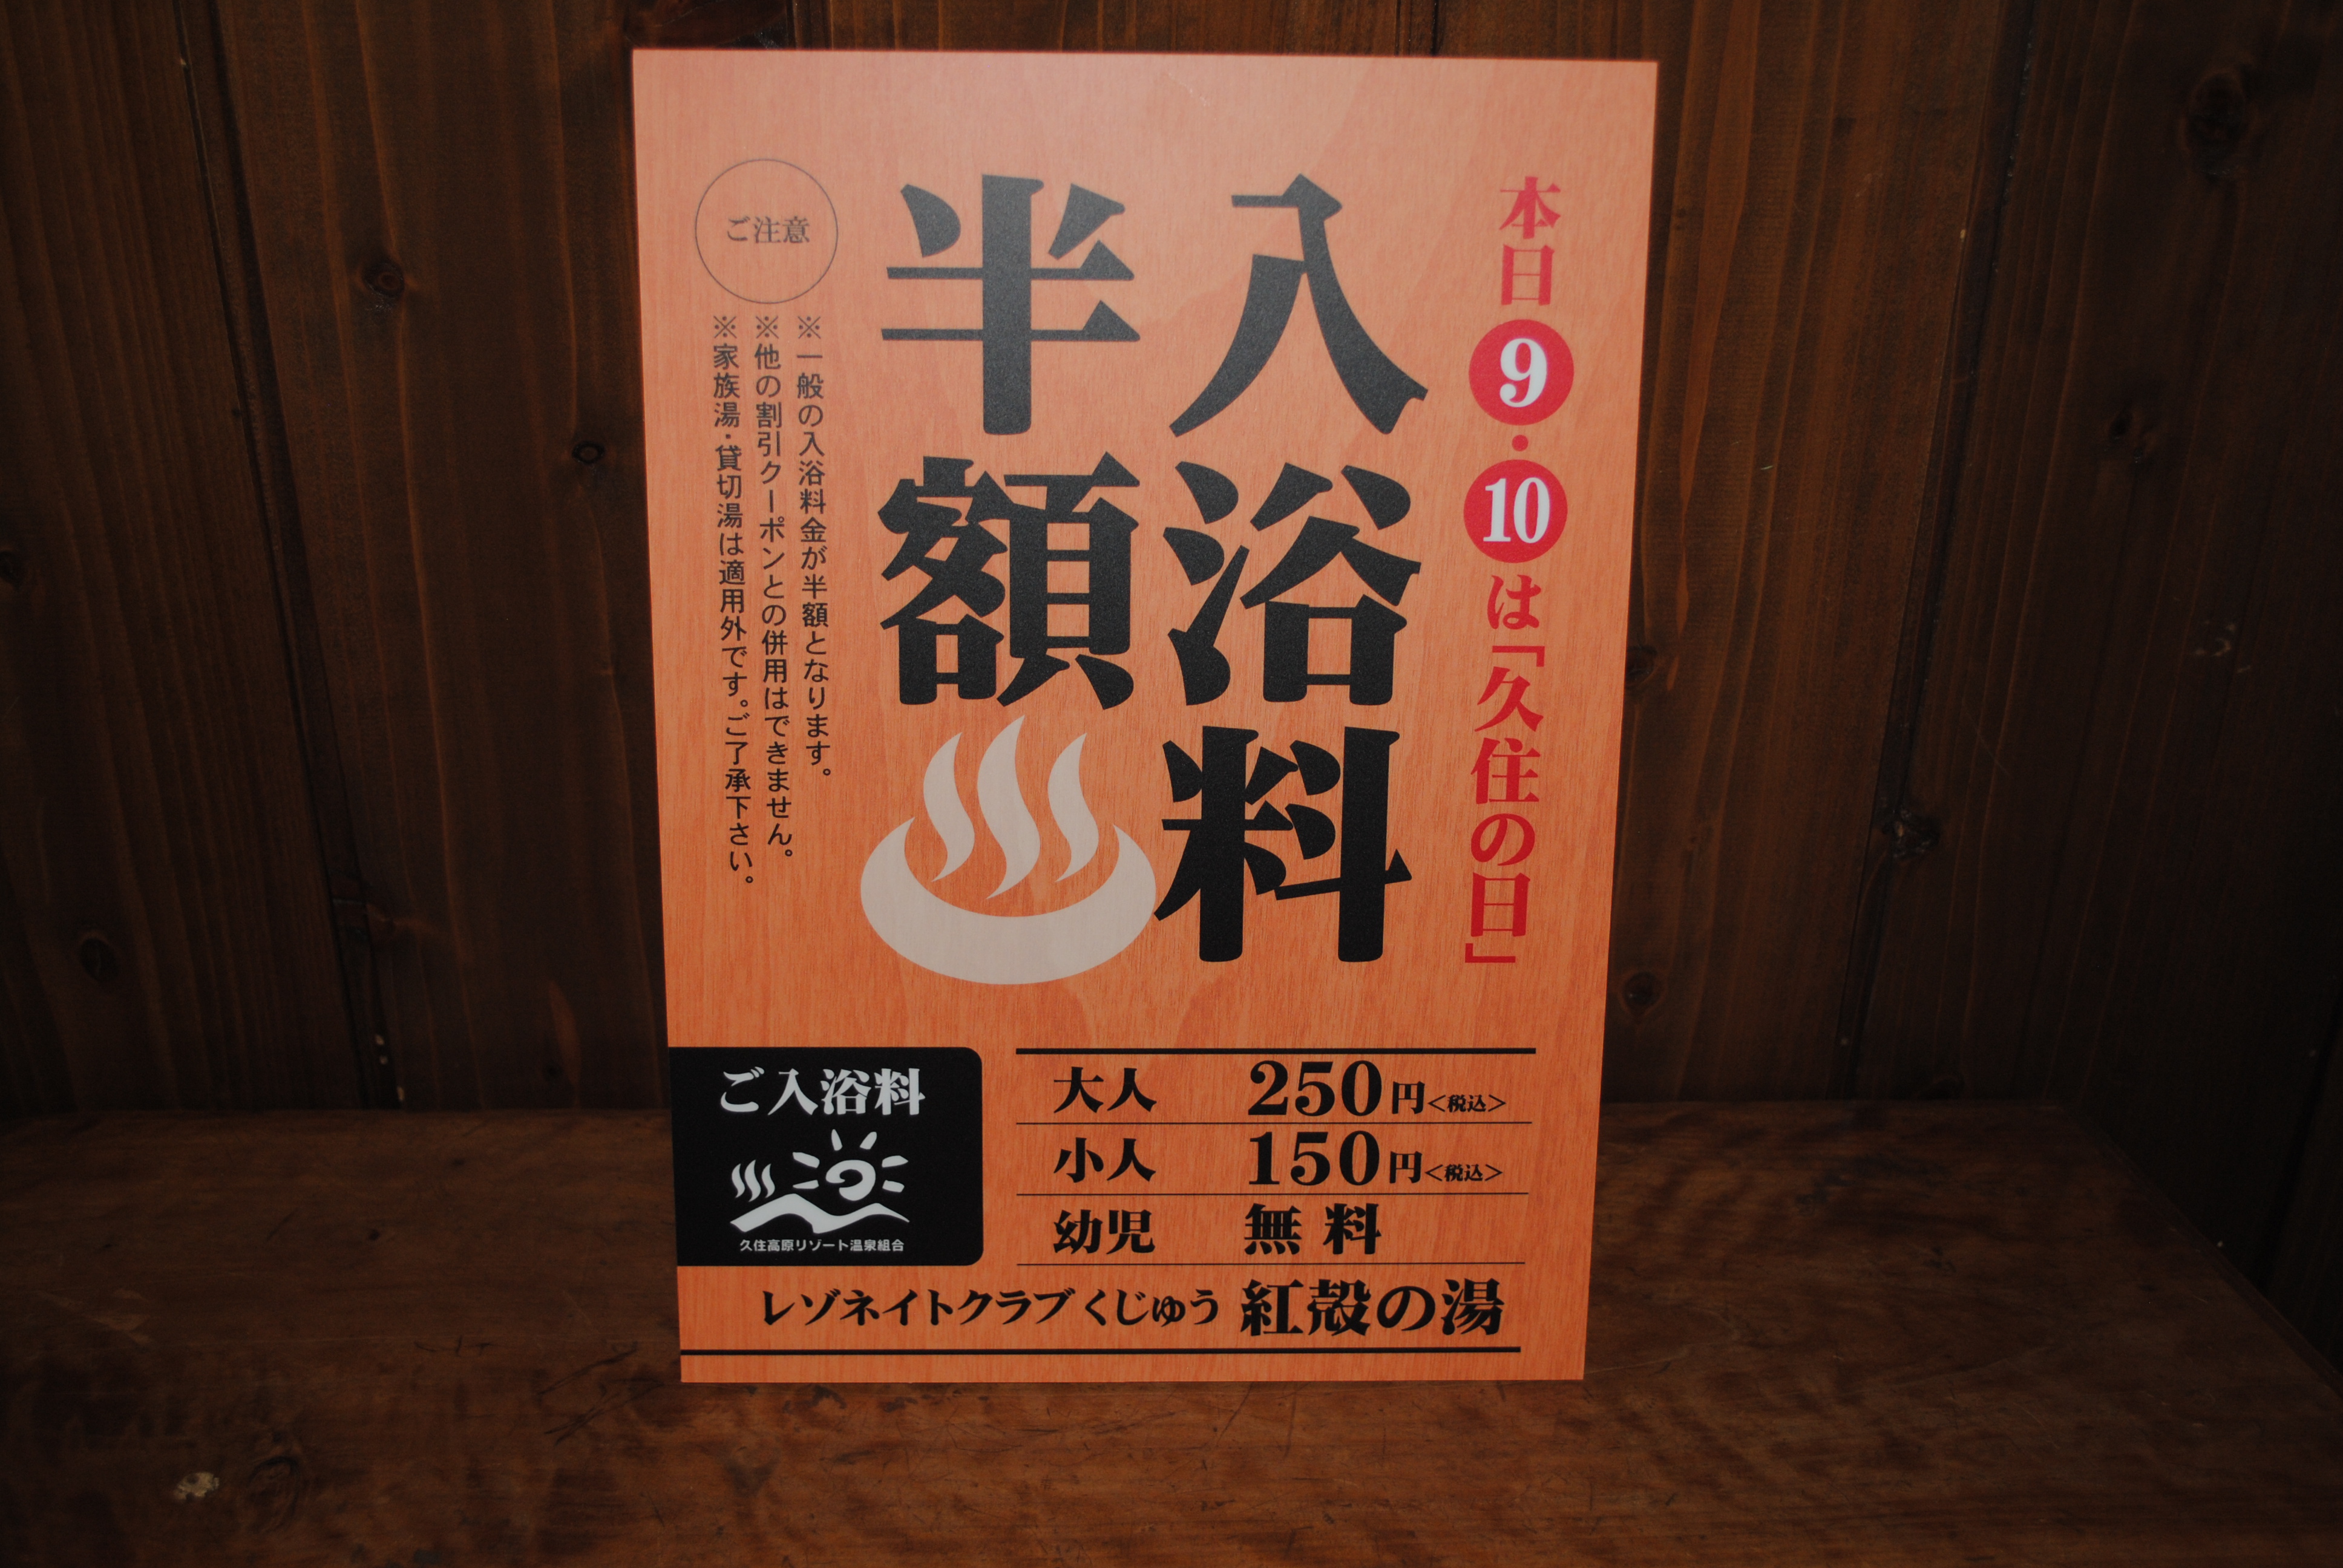 本日9・10は「久住の日」
入浴料
半額
ご注意
※一般の入浴料金が半額となります。
※他の割引クーポンとの併用はできません。
※家族湯・貸切湯は適用外です。ご了承下さい。
ご入浴料
久住高原リゾート温泉組合
大人 250円<税込>
小人 150円<税込>
幼児 無料
レゾネイトクラブくじゅう 紅殻の湯